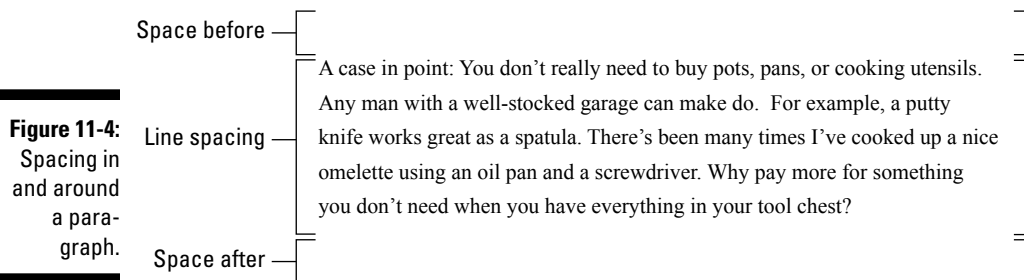 Space before
A case in point: You don’t really need to buy pots, pans, or cooking utensils.
Any man with a well-stocked garage can make do.  For example, a putty
knife works great as a spatula. There’s been many times I’ve cooked up a nice
omelette using an oil pan and a screwdriver. Why pay more for something
you don’t need when you have everything in your tool chest?
Line spacing
Space after
Figure 11-4:
Spacing in
and around
a para-
graph.